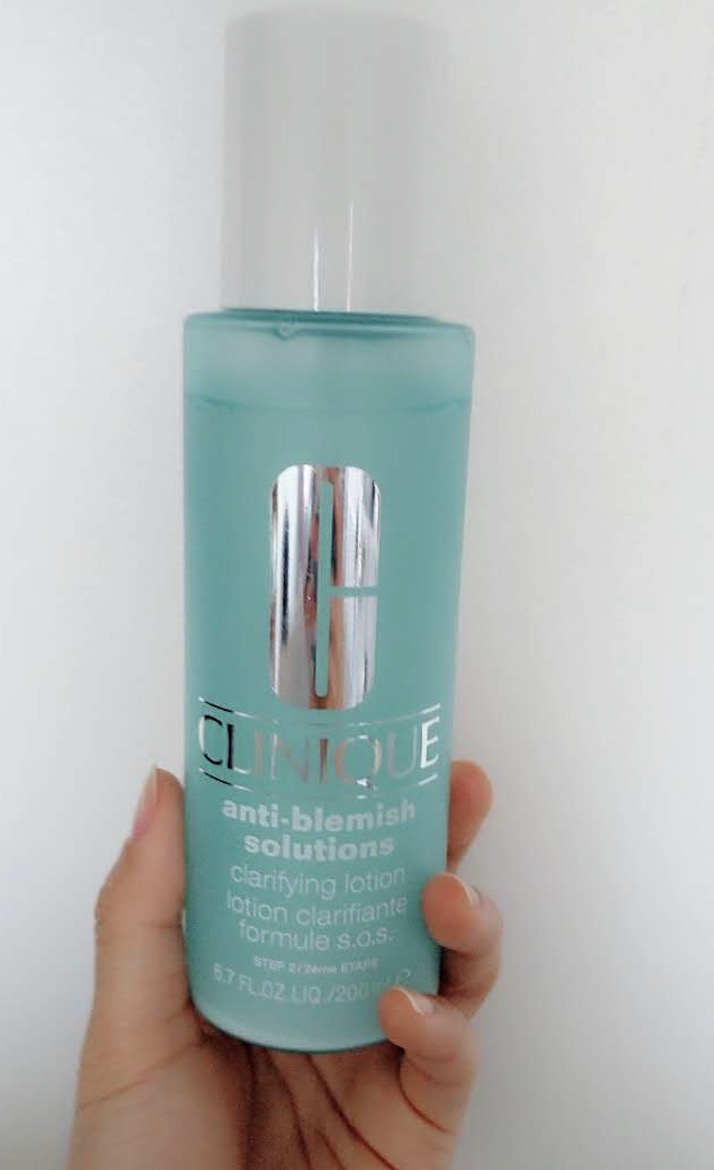 CLINIQUE
anti-blemish
solutions
clarifying lotion
lotion clarifiante
formule s.o.s.
STEP 2/2ème ETAPE
6.7 FL.OZ.LIQ./200